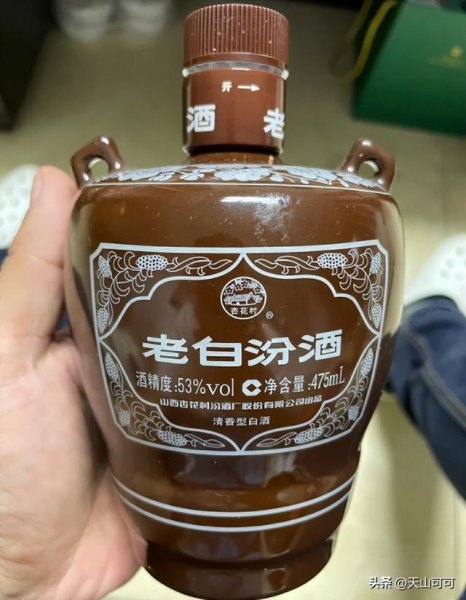 开→
酒 老
杏花村
®
老白汾酒
酒精度:53%vol 净含量:475mL
山西杏花村汾酒厂股份有限公司出品
清香型白酒
头条 @天山可可